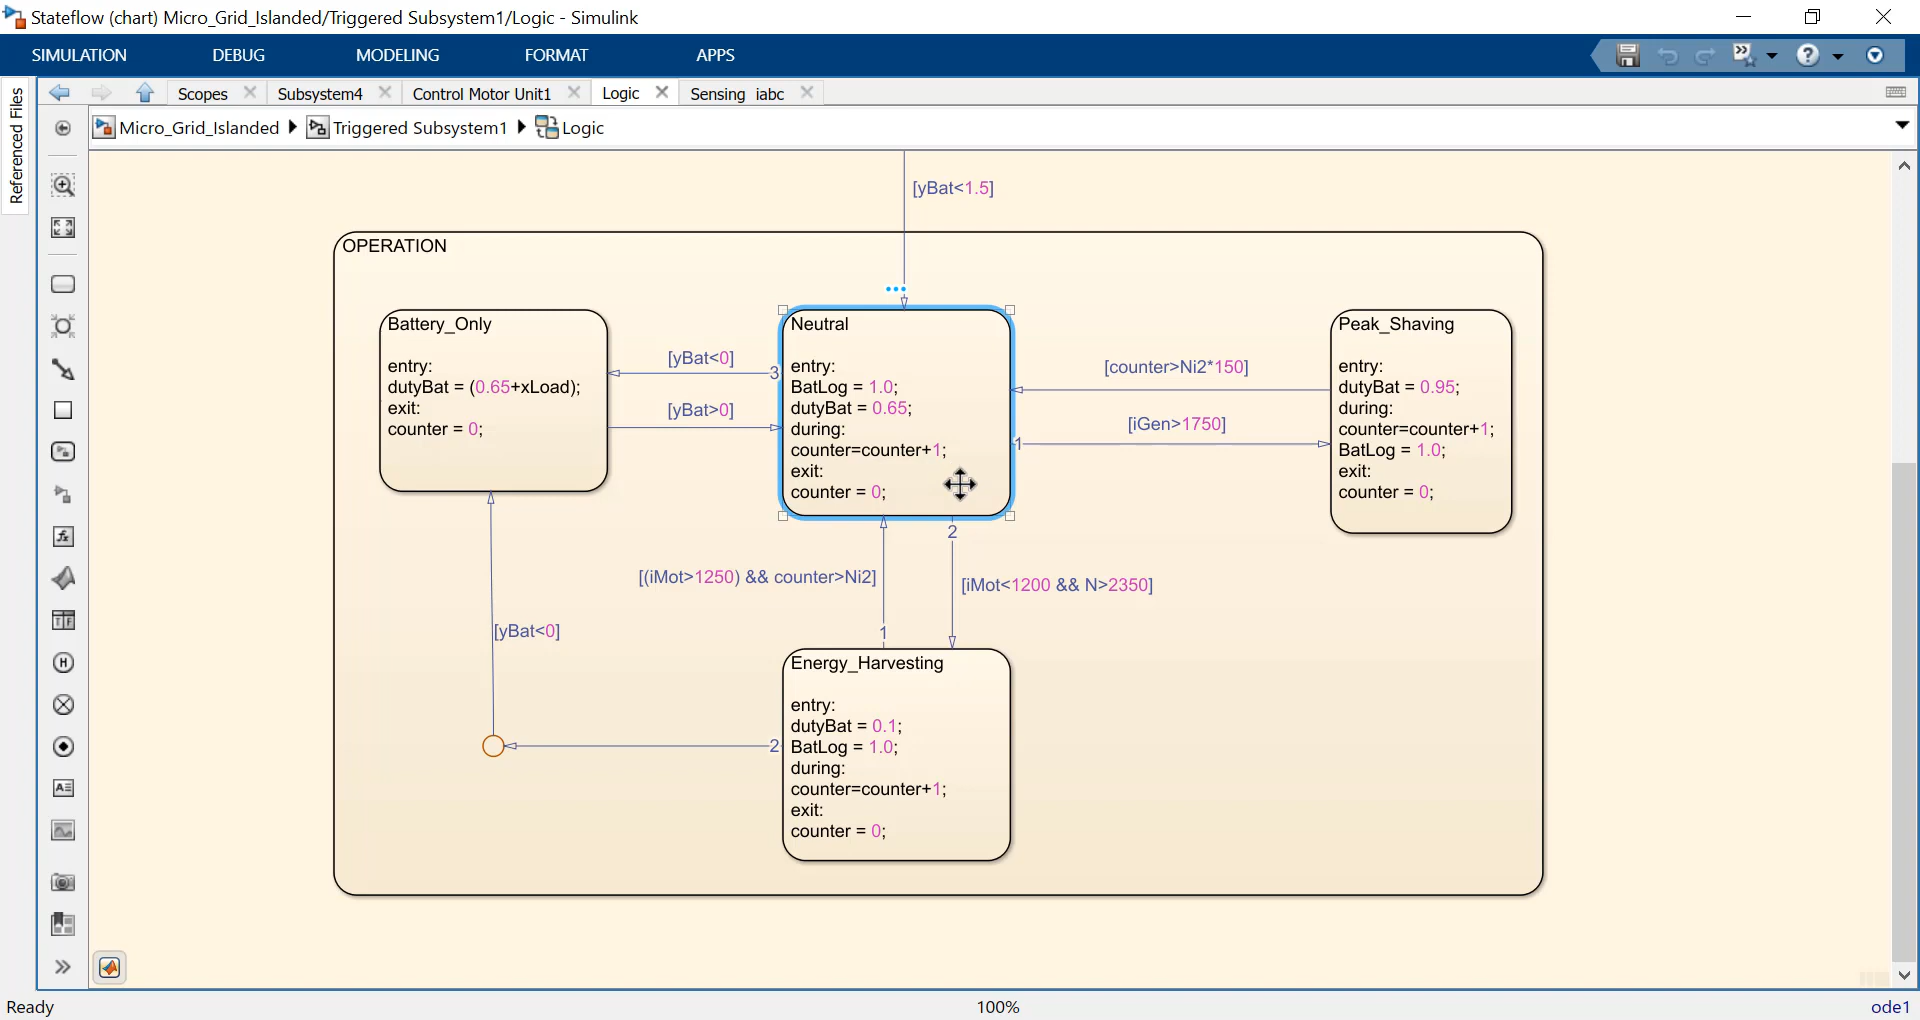 Stateflow (chart) Micro_Grid_Islanded/Triggered Subsystem1/Logic - Simulink
SIMULATION DEBUG MODELING FORMAT APPS
Referenced Files
Scopes Subsystem4 Control Motor Unit1 Logic Sensing iabc
Micro_Grid_Islanded Triggered Subsystem1 Logic
[yBat<1.5]
OPERATION
Battery_Only
entry:
dutyBat = (0.65+xLoad);
exit:
counter = 0;
[yBat<0]
[yBat>0]
3
Neutral
entry:
BatLog = 1.0;
dutyBat = 0.65;
during:
counter=counter+1;
exit:
counter = 0;
[counter>Ni2*150]
[iGen>1750]
1
Peak_Shaving
entry:
dutyBat = 0.95;
during:
counter=counter+1;
BatLog = 1.0;
exit:
counter = 0;
2
[(iMot>1250) && counter>Ni2]
[iMot<1200 && N>2350]
1
[yBat<0]
2
Energy_Harvesting
entry:
dutyBat = 0.1;
BatLog = 1.0;
during:
counter=counter+1;
exit:
counter = 0;
Ready 100% ode1